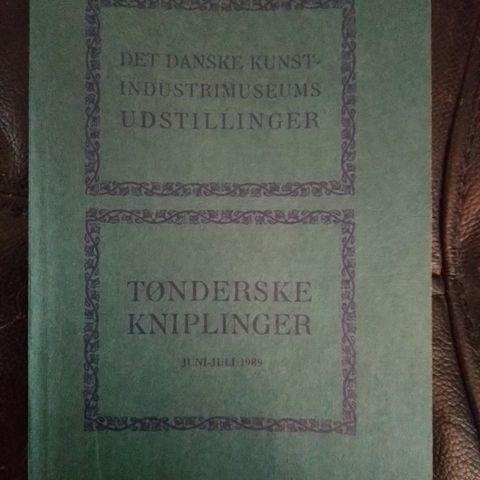 DET DANSKE KUNST-
INDUSTRIMUSEUMS
UDSTILLINGER
TØNDERSKE
KNIPLINGER
JUNI-JULI 1989